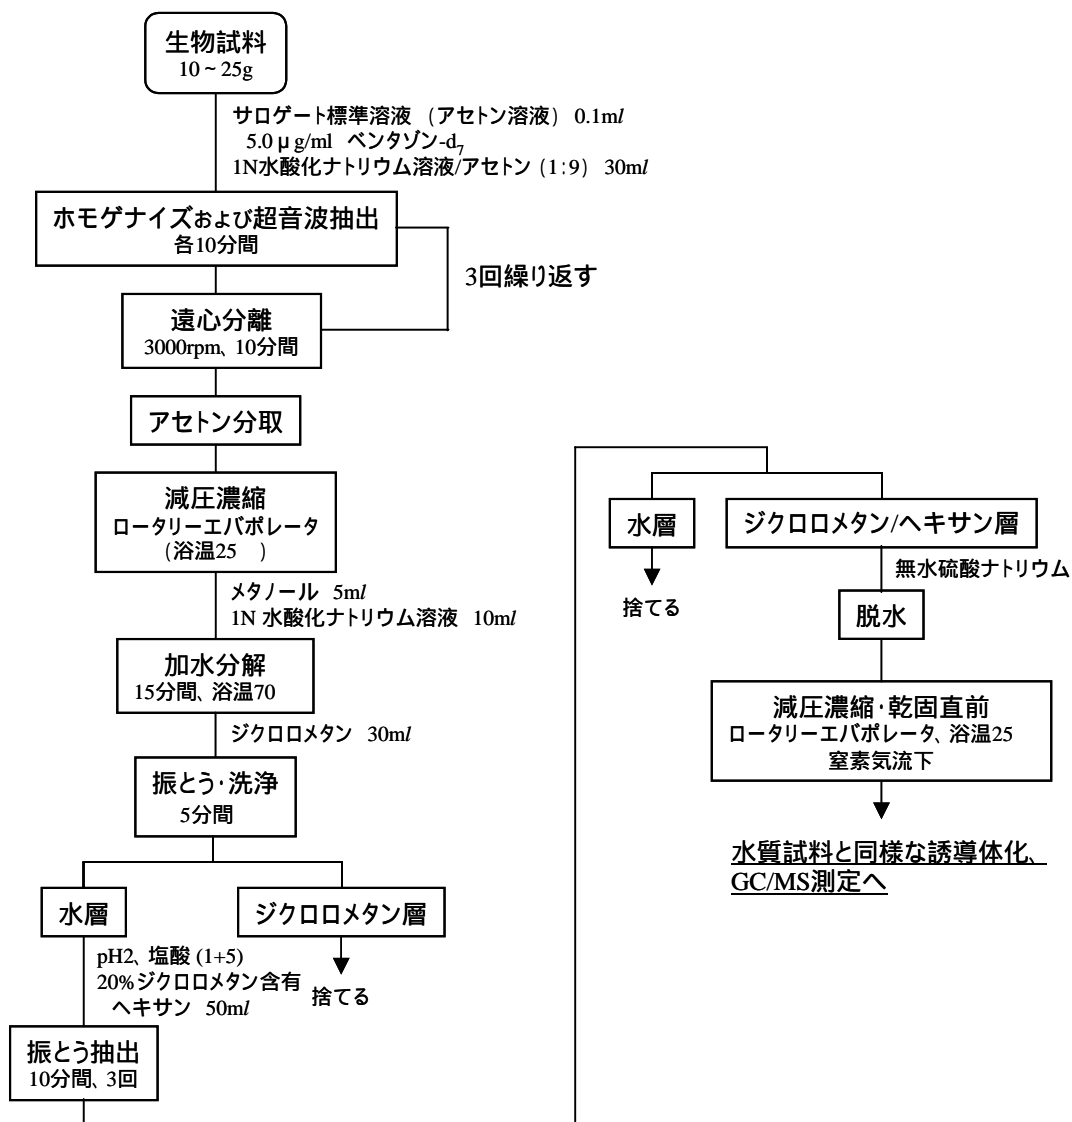 生物試料
10~25g
サロゲート標準溶液 (アセトン溶液) 0.1ml
5.0μg/ml ベンタゾン-d7
1N水酸化ナトリウム溶液/アセトン (1:9) 30ml
ホモゲナイズおよび超音波抽出
各10分間
3回繰り返す
遠心分離
3000rpm、10分間
アセトン分取
減圧濃縮
ロータリーエバポレータ
(浴温25 )
メタノール 5ml
1N 水酸化ナトリウム溶液 10ml
加水分解
15分間、浴温70
ジクロロメタン 30ml
振とう・洗浄
5分間
水層
ジクロロメタン層
pH2、塩酸 (1+5)
20%ジクロロメタン含有
ヘキサン 50ml
捨てる
振とう抽出
10分間、3回
水層
ジクロロメタン/ヘキサン層
捨てる
無水硫酸ナトリウム
脱水
減圧濃縮・乾固直前
ロータリーエバポレータ、浴温25
窒素気流下
水質試料と同様な誘導体化、
GC/MS測定へ